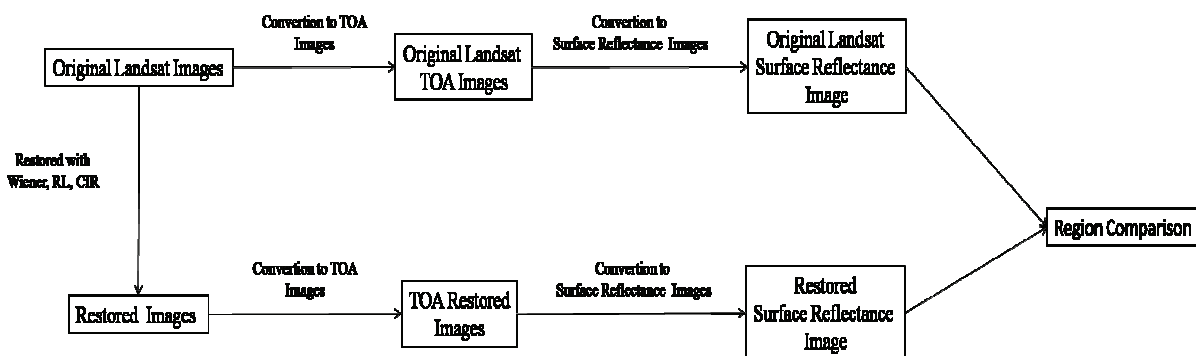 Convertion to TOA
Images
Convertion to
Surface Reflectance Images
Original Landsat Images
Original Landsat
TOA Images
Original Landsat
Surface Reflectance
Image
Restored with
Wiener, RL, CIR
Region Comparison
Convertion to TOA
Images
Convertion to
Surface Reflectance Images
Restored Images
TOA Restored
Images
Restored
Surface Reflectance
Image